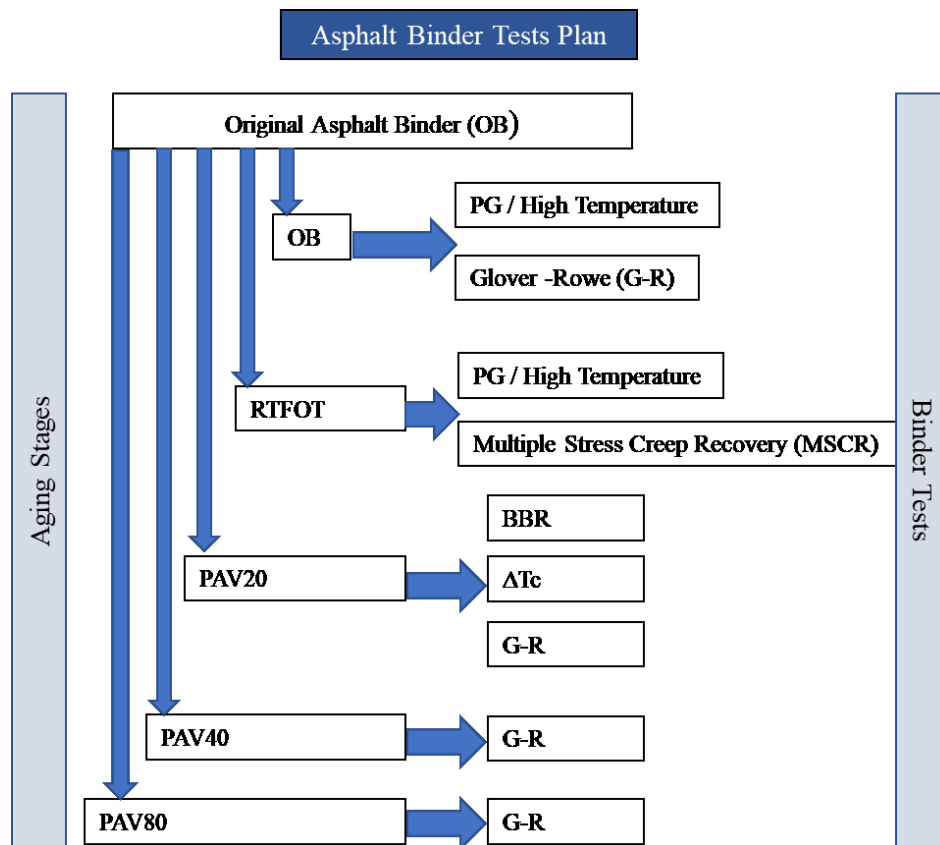 Asphalt Binder Tests Plan
Original Asphalt Binder (OB)
PG / High Temperature
OB
Glover -Rowe (G-R)
PG / High Temperature
RTFOT
Multiple Stress Creep Recovery (MSCR)
Aging Stages
Binder Tests
BBR
PAV20
ΔTc
G-R
PAV40
G-R
PAV80
G-R